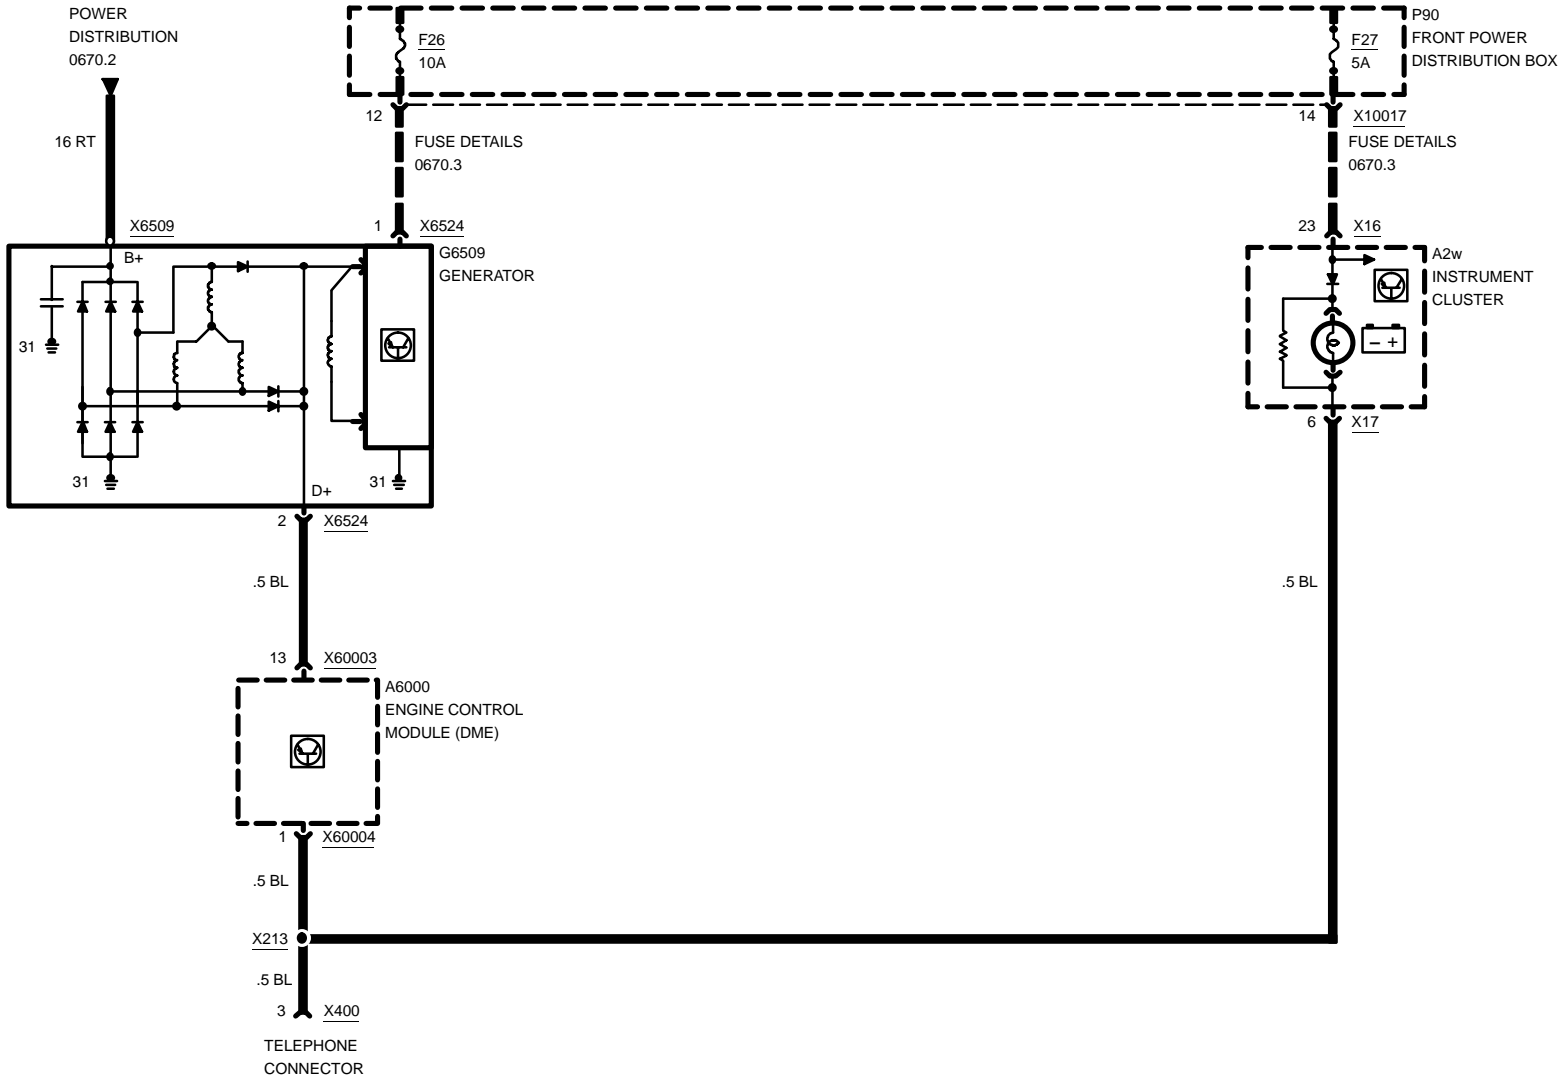 POWER
DISTRIBUTION
0670.2
F26
10A
F27
5A
P90
FRONT POWER
DISTRIBUTION BOX
12
14
X10017
16 RT
FUSE DETAILS
0670.3
FUSE DETAILS
0670.3
X6509
1
X6524
23
X16
B+
G6509
GENERATOR
A2w
INSTRUMENT
CLUSTER
31
– +
6
X17
31
D+
31
2
X6524
.5 BL
.5 BL
13
X60003
A6000
ENGINE CONTROL
MODULE (DME)
1
X60004
.5 BL
X213
.5 BL
3
X400
TELEPHONE
CONNECTOR